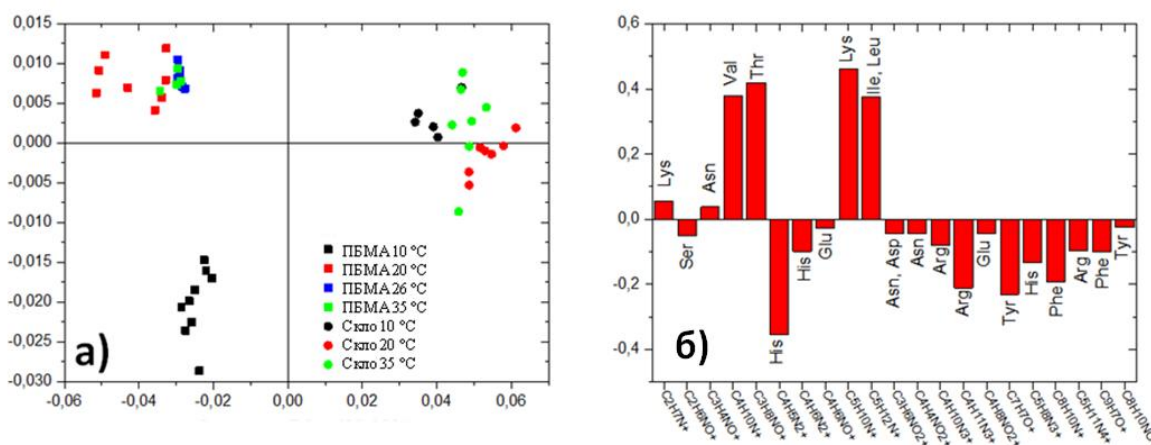 0,015
0,010
0,005
0,000
-0,005
-0,010
-0,015
-0,020
-0,025
-0,030
-0,06
-0,04
-0,02
0,00
0,02
0,04
0,06
ПБМА 10 °C
ПБМА 20 °C
ПБМА 26 °C
ПБМА 35 °C
Скло 10 °C
Скло 20 °C
Скло 35 °C
а)
0,6
0,4
0,2
0,0
-0,2
-0,4
Lys
Ser
Asn
Val
Thr
His
His
Glu
Lys
Ille, Leu
Asn, Asp
Asn
Arg
Arg
Glu
Tyr
His
Phe
Arg
Phe
Tyr
б)
C2H7N+
C2H6NO+
C3H4NO+
C4H10N+
C3H8NO+
C4H6N2+
C4H6N2+
C4H6NO+
C5H10N+
C5H12N+
C3H6NO2+
C4H4NO2+
C4H10N3+
C4H11N3+
C4H8NO2+
C7H7O+
C5H8N3+
C8H10N+
C5H11N4+
C9H7O+
C8H10NO